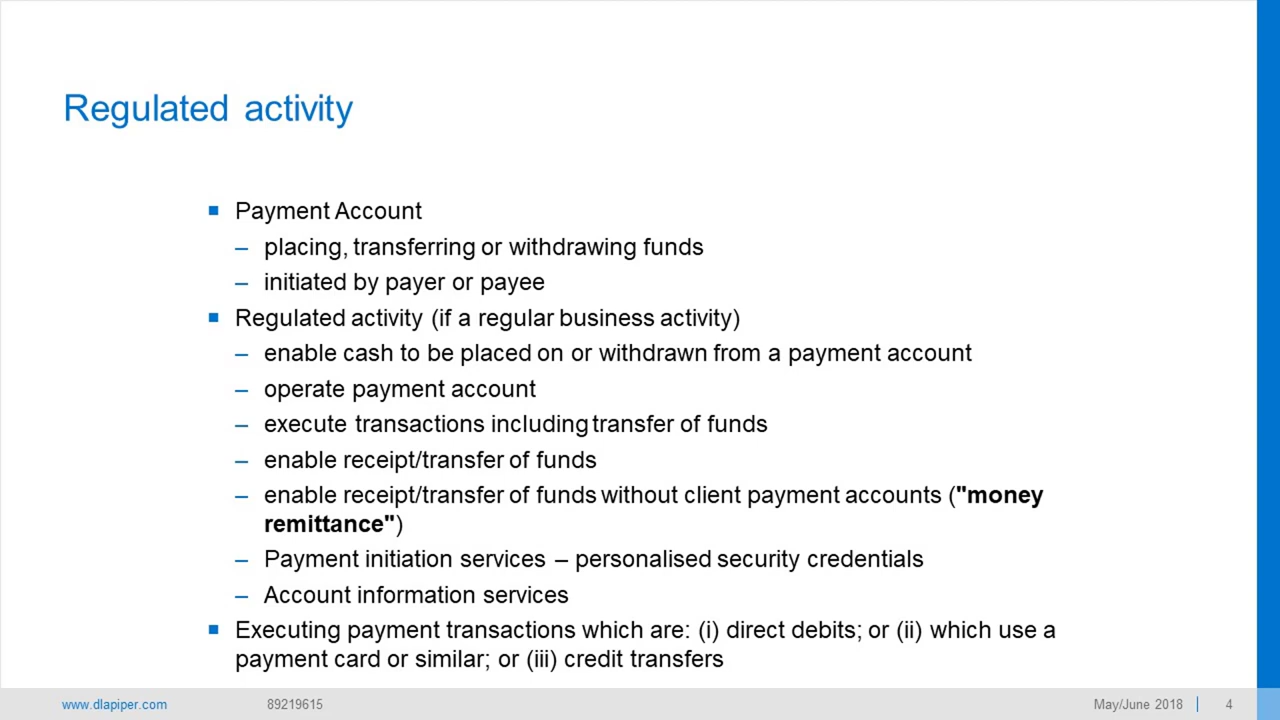 Regulated activity
Payment Account
– placing, transferring or withdrawing funds
– initiated by payer or payee
Regulated activity (if a regular business activity)
– enable cash to be placed on or withdrawn from a payment account
– operate payment account
– execute transactions including transfer of funds
– enable receipt/transfer of funds
– enable receipt/transfer of funds without client payment accounts ("money
remittance")
– Payment initiation services – personalised security credentials
– Account information services
Executing payment transactions which are: (i) direct debits; or (ii) which use a
payment card or similar; or (iii) credit transfers
www.dlapiper.com 89219615 May/June 2018 | 4